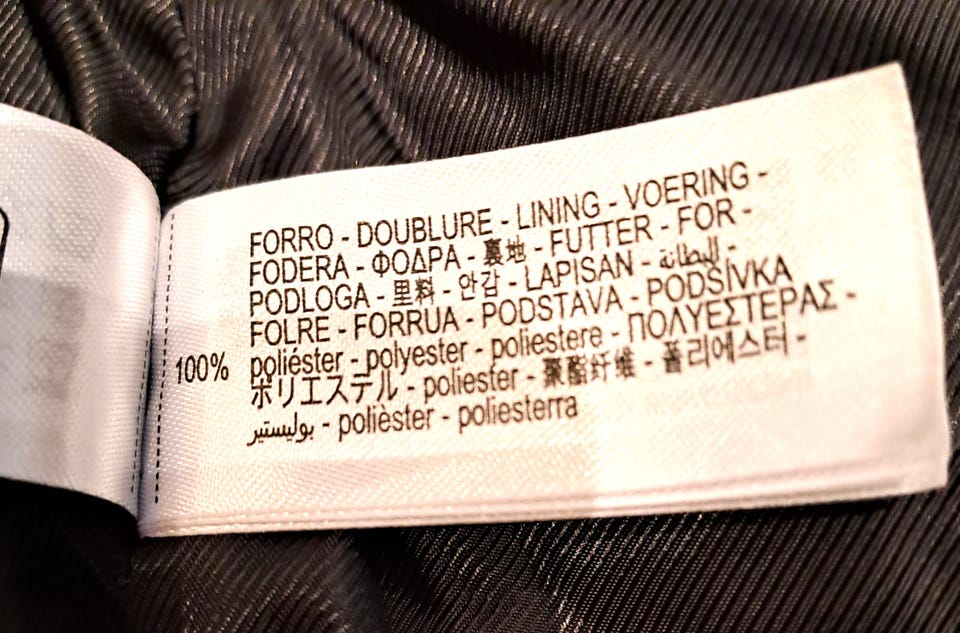 FORRO - DOUBLURE - LINING - VOERING -
FODERA - ΦΟΔΡΑ - 裏地 - FUTTER - FOR -
PODLOGA - 里料 - 안감 - LAPISAN - البطانة -
FOLRE - FORRUA - PODSTAVA - PODŠÍVKA
100% poliéster - polyester - poliestere - ΠΟΛΥΕΣΤΕΡΑΣ -
ポリエステル - poliester - 聚酯纤维 - 폴리에스터 -
بوليستير - polièster - poliesterra